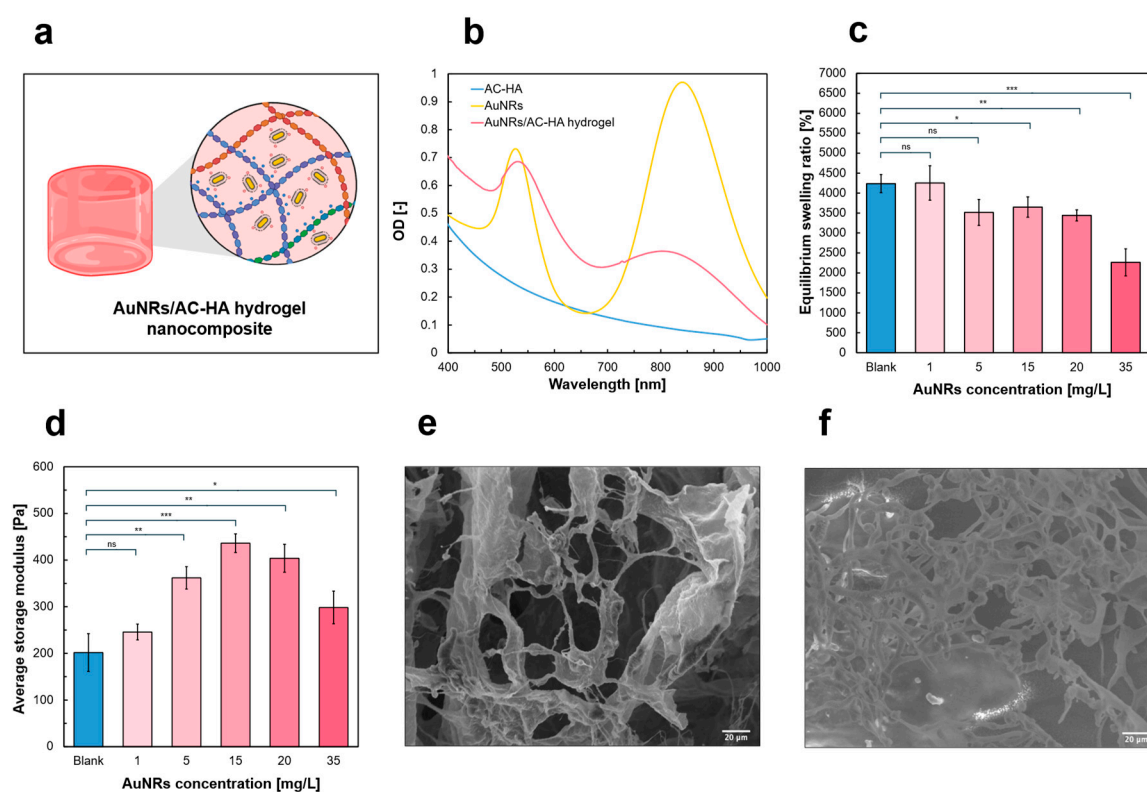 a
AuNRs/AC-HA hydrogel
nanocomposite
b
OD [-]
1
0.9
0.8
0.7
0.6
0.5
0.4
0.3
0.2
0.1
0
AC-HA
AuNRs
AuNRs/AC-HA hydrogel
400 500 600 700 800 900 1000
Wavelength [nm]
c
Equilibrium swelling ratio [%]
7000
6500
6000
5500
5000
4500
4000
3500
3000
2500
2000
1500
1000
500
0
***
**
*
ns
ns
Blank 1 5 15 20 35
AuNRs concentration [mg/L]
d
Average storage modulus [Pa]
600
500
400
300
200
100
0
*
**
***
**
ns
Blank 1 5 15 20 35
AuNRs concentration [mg/L]
e
20 µm
f
20 µm